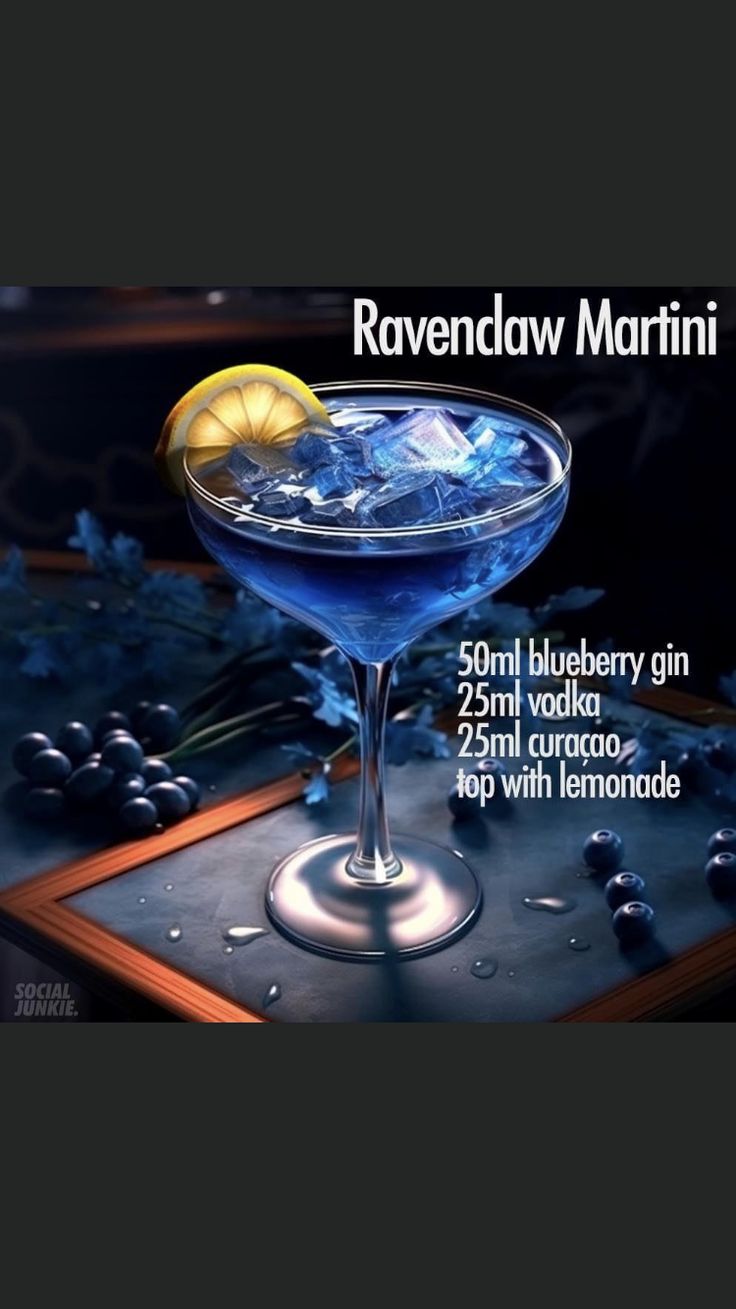 Ravenclaw Martini
50ml blueberry gin
25ml vodka
25ml curaçao
top with lemonade
SOCIAL
JUNKIE.